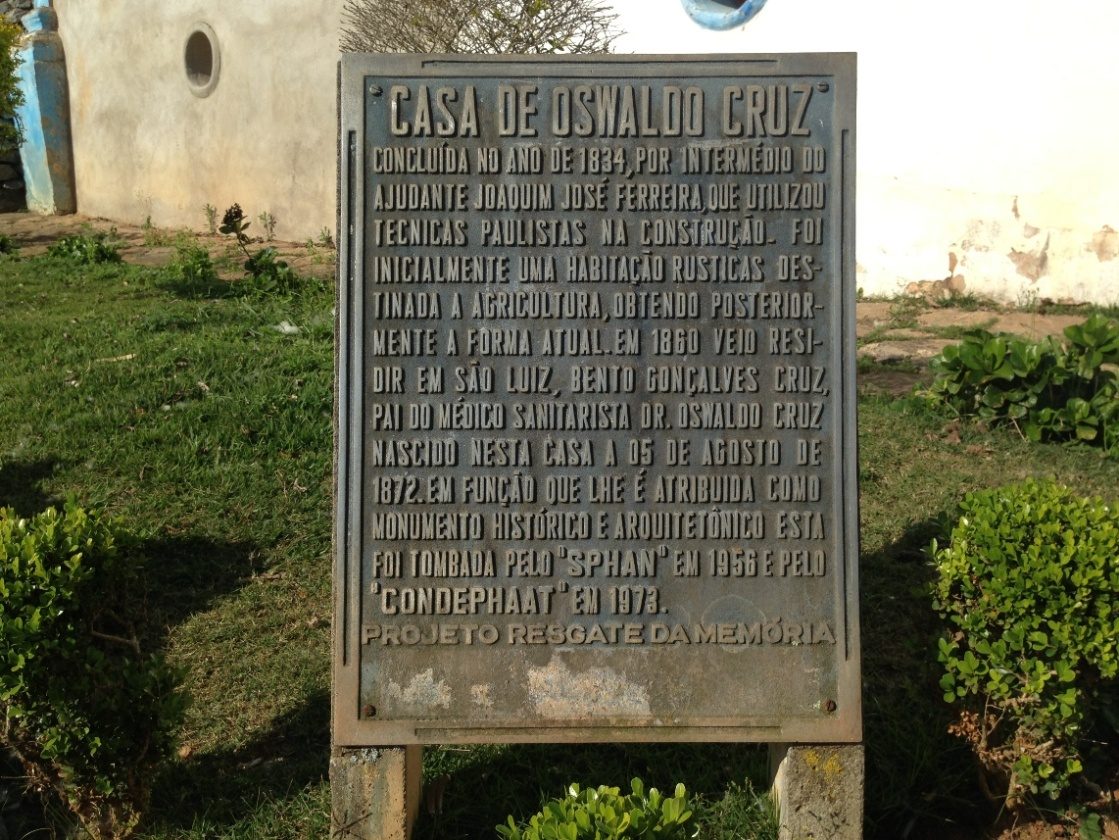 CASA DE OSWALDO CRUZ
CONCLUÍDA NO ANO DE 1834, POR INTERMÉDIO DO
AJUDANTE JOAQUIM JOSÉ FERREIRA, QUE UTILIZOU
TECNICAS PAULISTAS NA CONSTRUÇÃO. FOI
INICIALMENTE UMA HABITAÇÃO RUSTICAS DES-
TINADA A AGRICULTURA, OBTENDO POSTERIOR-
MENTE A FORMA ATUAL. EM 1860 VEIO RESI-
DIR EM SÃO LUIZ, BENTO GONÇALVES CRUZ,
PAI DO MÉDICO SANITARISTA DR. OSWALDO CRUZ
NASCIDO NESTA CASA A 05 DE AGOSTO DE
1872. EM FUNÇÃO QUE LHE É ATRIBUIDA COMO
MONUMENTO HISTÓRICO E ARQUITETÔNICO ESTA
FOI TOMBADA PELO "SPHAN" EM 1956 E PELO
"CONDEPHAAT" EM 1973.
PROJETO RESGATE DA MEMÓRIA